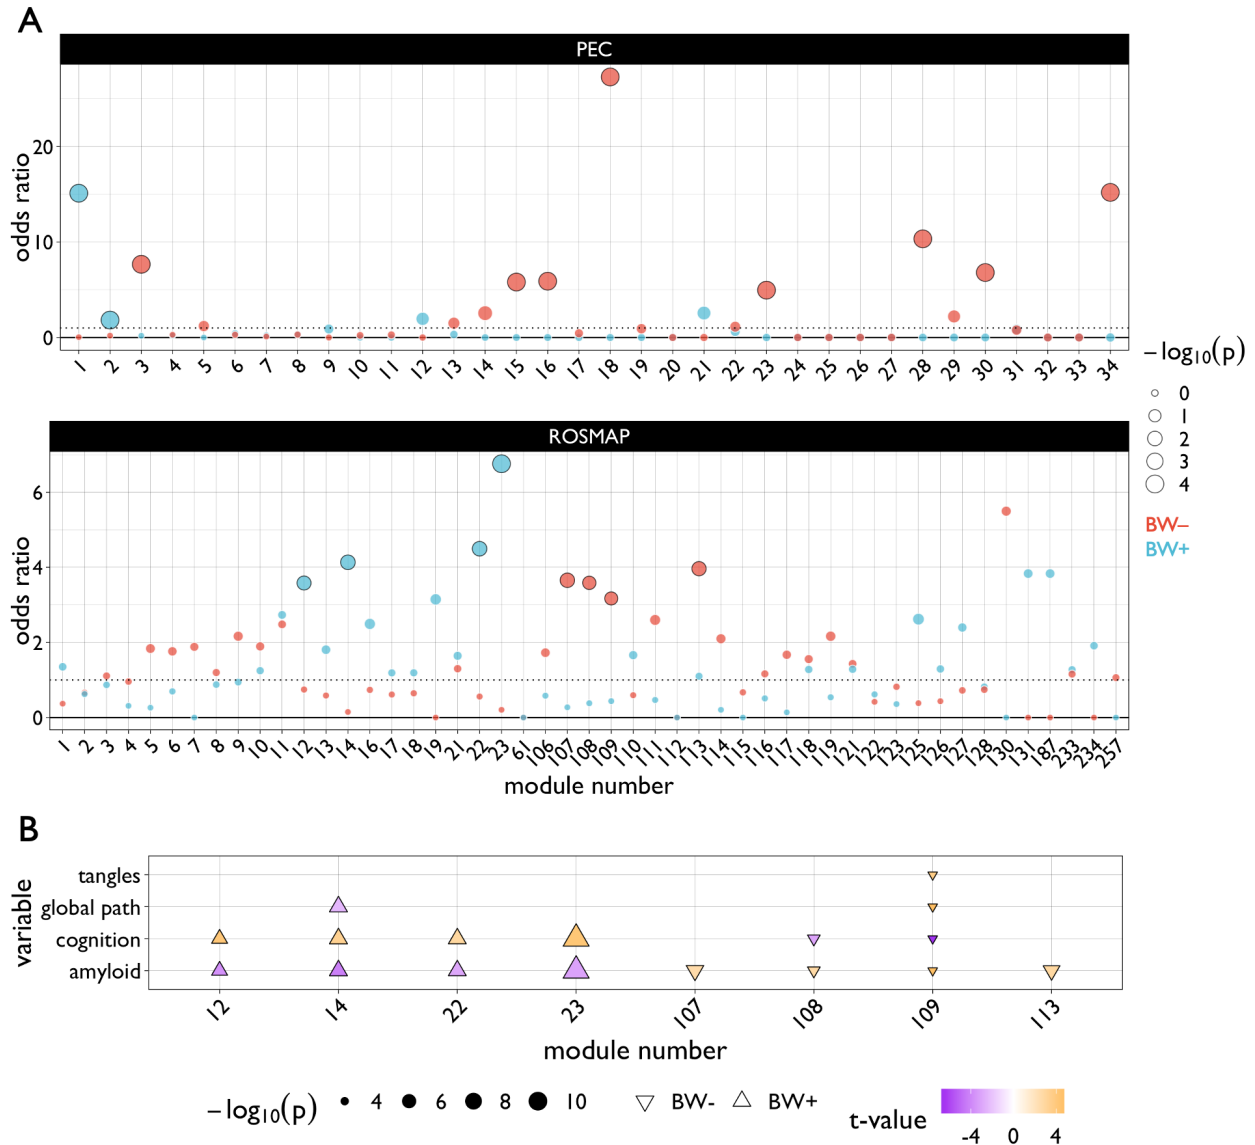 A
PEC
odds ratio
20
10
0
1 2 3 4 5 6 7 8 9 10 11 12 13 14 15 16 17 18 19 20 21 22 23 24 25 26 27 28 29 30 31 32 33 34
ROSMAP
odds ratio
6
4
2
0
1 2 3 4 5 6 7 8 9 10 11 12 13 14 16 17 18 19 21 22 23 61 106 107 108 109 110 111 112 113 114 115 116 117 118 119 121 122 123 125 126 127 128 130 131 187 233 234 257
module number
−log10(p)
0
1
2
3
4
BW−
BW+
B
variable
tangles
global path
cognition
amyloid
12 14 22 23 107 108 109 113
module number
−log10(p) 4 6 8 10 BW- BW+
t-value
-4 0 4